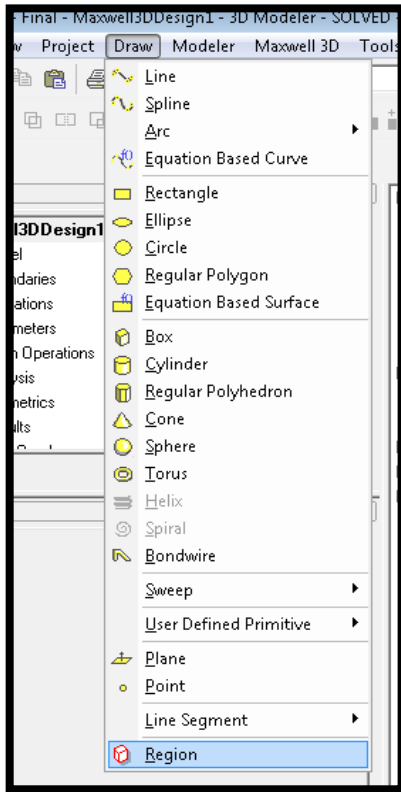 - Final - Maxwell3DDesign1 - 3D Modeler - SOLVED -
Project Draw Modeler Maxwell 3D Tools
Line
Spline
Arc
Equation Based Curve
Rectangle
Ellipse
Circle
Regular Polygon
Equation Based Surface
Box
Cylinder
Regular Polyhedron
Cone
Sphere
Torus
Helix
Spiral
Bondwire
Sweep
User Defined Primitive
Plane
Point
Line Segment
Region
l3DDesign1
el
ndaries
ations
meters
h Operations
ysis
metrics
ults